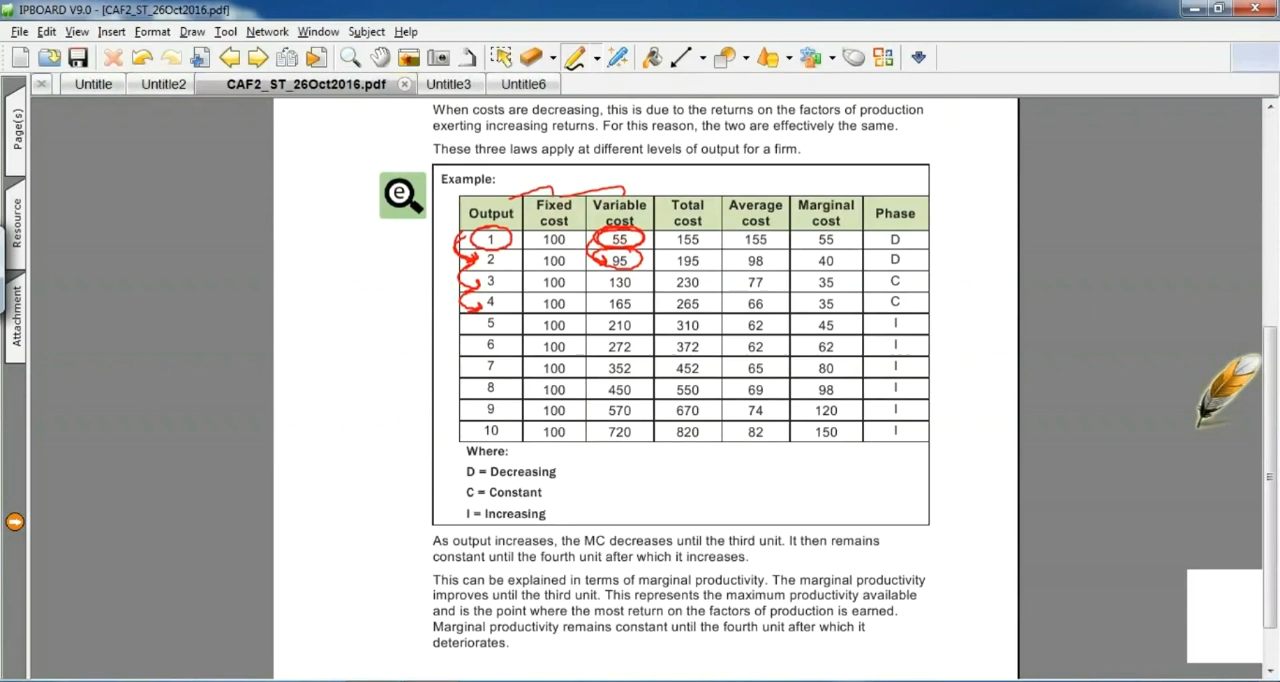 IPBOARD V9.0 - [CAF2_ST_26Oct2016.pdf]
File Edit View Insert Format Draw Tool Network Window Subject Help
Untitle Untitle2 CAF2_ST_26Oct2016.pdf Untitle3 Untitle6
Page(s)
Resource
Attachment
When costs are decreasing, this is due to the returns on the factors of production
exerting increasing returns. For this reason, the two are effectively the same.
These three laws apply at different levels of output for a firm.
e
Example:
Output Fixed cost Variable cost Total cost Average cost Marginal cost Phase
1 100 55 155 155 55 D
2 100 95 195 98 40 D
3 100 130 230 77 35 C
4 100 165 265 66 35 C
5 100 210 310 62 45 I
6 100 272 372 62 62 I
7 100 352 452 65 80 I
8 100 450 550 69 98 I
9 100 570 670 74 120 I
10 100 720 820 82 150 I
Where:
D = Decreasing
C = Constant
I = Increasing
As output increases, the MC decreases until the third unit. It then remains
constant until the fourth unit after which it increases.
This can be explained in terms of marginal productivity. The marginal productivity
improves until the third unit. This represents the maximum productivity available
and is the point where the most return on the factors of production is earned.
Marginal productivity remains constant until the fourth unit after which it
deteriorates.